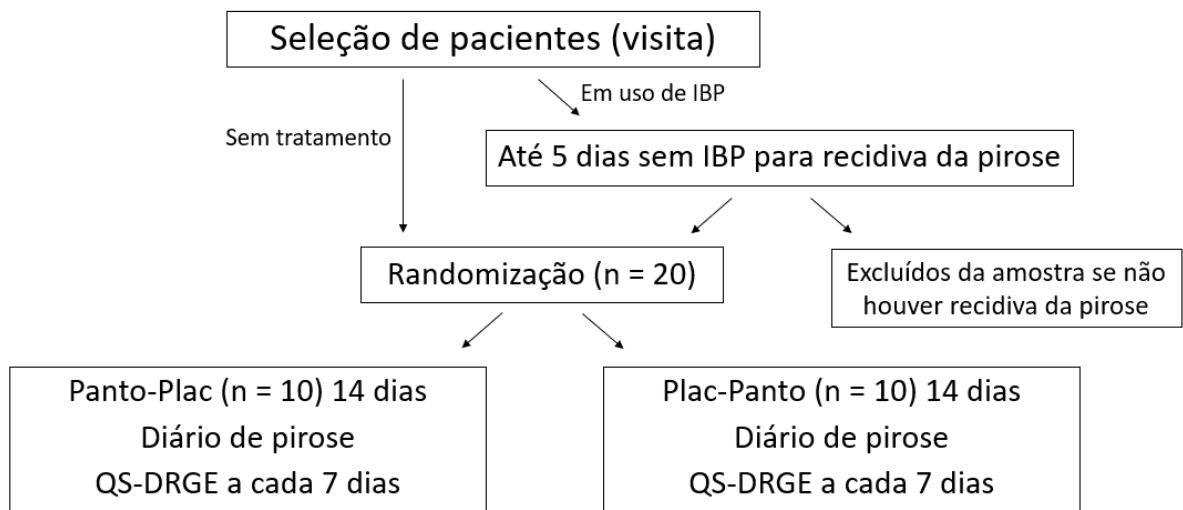 Seleção de pacientes (visita)
Em uso de IBP
Sem tratamento
Até 5 dias sem IBP para recidiva da pirose
Randomização (n = 20)
Excluídos da amostra se não
houver recidiva da pirose
Panto-Plac (n = 10) 14 dias
Diário de pirose
QS-DRGE a cada 7 dias
Plac-Panto (n = 10) 14 dias
Diário de pirose
QS-DRGE a cada 7 dias